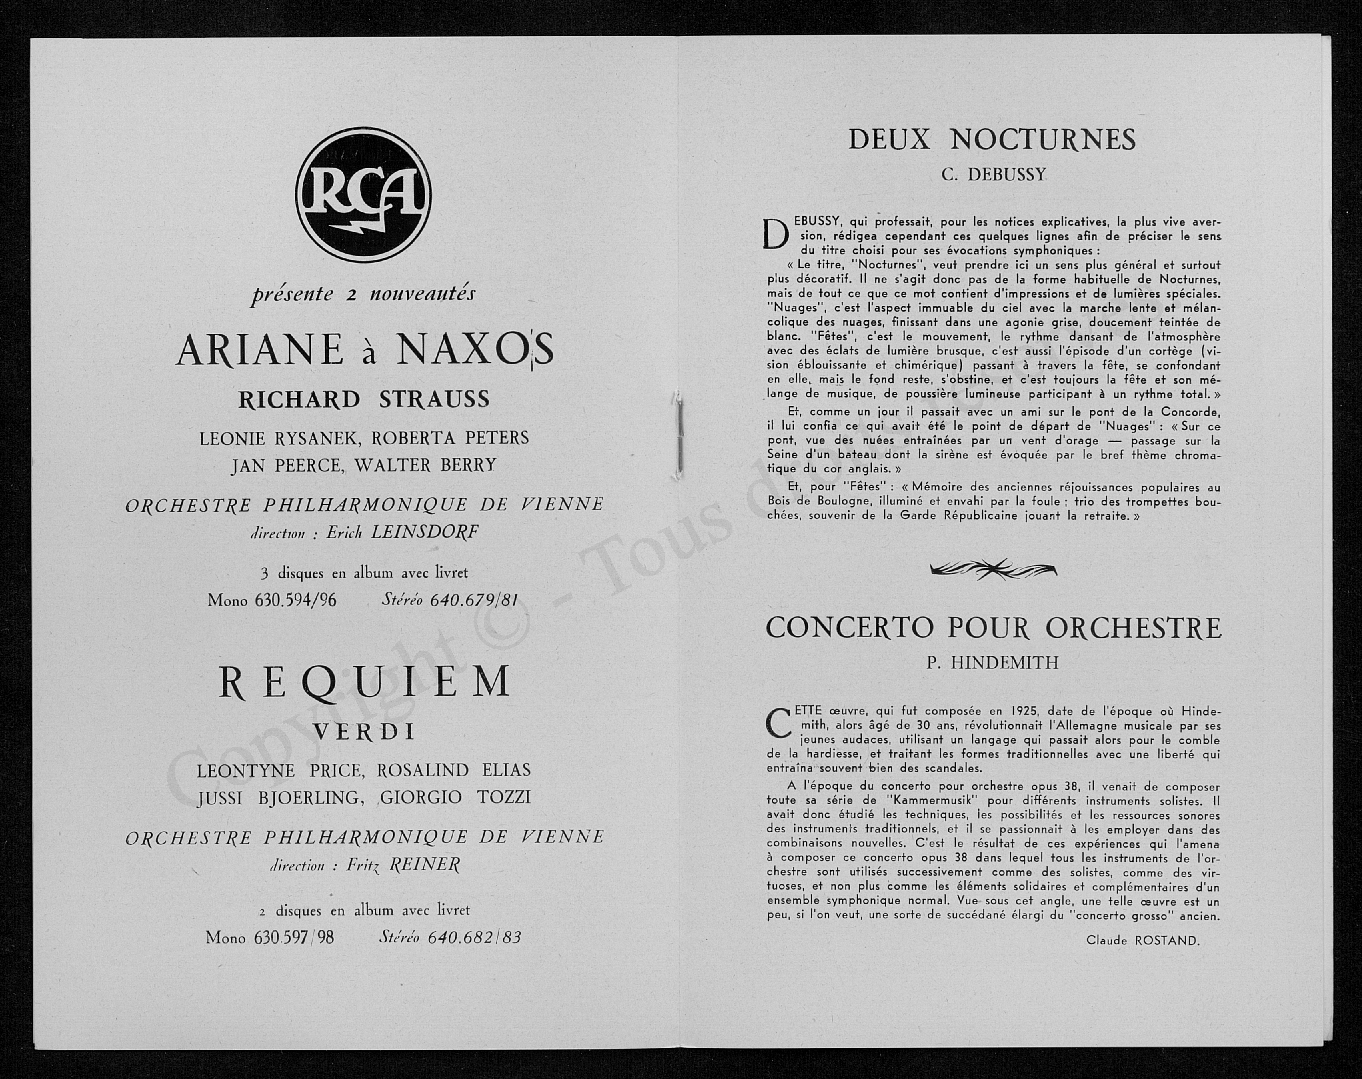 RCA
présente 2 nouveautés
ARIANE à NAXOS
RICHARD STRAUSS
LEONIE RYSANEK, ROBERTA PETERS
JAN PEERCE, WALTER BERRY
ORCHESTRE PHILHARMONIQUE DE VIENNE
direction : Erich LEINSDORF
3 disques en album avec livret
Mono 630.594/96 Stéréo 640.679/81
REQUIEM
VERDI
LEONTYNE PRICE, ROSALIND ELIAS
JUSSI BJOERLING, GIORGIO TOZZI
ORCHESTRE PHILHARMONIQUE DE VIENNE
direction : Fritz REINER
2 disques en album avec livret
Mono 630.597/98 Stéréo 640.682/83
DEUX NOCTURNES
C. DEBUSSY
DEBUSSY, qui professait, pour les notices explicatives, la plus vive aver-
sion, rédigea cependant ces quelques lignes afin de préciser le sens
du titre choisi pour ses évocations symphoniques :
« Le titre, "Nocturnes", veut prendre ici un sens plus général et surtout
plus décoratif. Il ne s'agit donc pas de la forme habituelle de Nocturnes,
mais de tout ce que ce mot contient d'impressions et de lumières spéciales.
"Nuages", c'est l'aspect immuable du ciel avec la marche lente et mélan-
colique des nuages, finissant dans une agonie grise, doucement teintée de
blanc. "Fêtes", c'est le mouvement, le rythme dansant de l'atmosphère
avec des éclats de lumière brusque, c'est aussi l'épisode d'un cortège (vi-
sion éblouissante et chimérique) passant à travers la fête, se confondant
en elle, mais le fond reste, s'obstine, et c'est toujours la fête et son mé-
lange de musique, de poussière lumineuse participant à un rythme total. »
Et, comme un jour il passait avec un ami sur le pont de la Concorde,
il lui confia ce qui avait été le point de départ de "Nuages" : « Sur ce
pont, vue des nuées entraînées par un vent d'orage — passage sur la
Seine d'un bateau dont la sirène est évoquée par le bref thème chroma-
tique du cor anglais. »
Et, pour "Fêtes" : « Mémoire des anciennes réjouissances populaires au
Bois de Boulogne, illuminé et envahi par la foule ; trio des trompettes bou-
chées, souvenir de la Garde Républicaine jouant la retraite. »
CONCERTO POUR ORCHESTRE
P. HINDEMITH
CETTE œuvre, qui fut composée en 1925, date de l'époque où Hinde-
mith, alors âgé de 30 ans, révolutionnait l'Allemagne musicale par ses
jeunes audaces, utilisant un langage qui passait alors pour le comble
de la hardiesse, et traitant les formes traditionnelles avec une liberté qui
entraîna souvent bien des scandales.
A l'époque du concerto pour orchestre opus 38, il venait de composer
toute sa série de "Kammermusik" pour différents instruments solistes. Il
avait donc étudié les techniques, les possibilités et les ressources sonores
des instruments traditionnels, et il se passionnait à les employer dans des
combinaisons nouvelles. C'est le résultat de ces expériences qui l'amena
à composer ce concerto opus 38 dans lequel tous les instruments de l'or-
chestre sont utilisés successivement comme des solistes, comme des vir-
tuoses, et non plus comme les éléments solidaires et complémentaires d'un
ensemble symphonique normal. Vue sous cet angle, une telle œuvre est un
peu, si l'on veut, une sorte de succédané élargi du "concerto grosso" ancien.
Claude ROSTAND.
Copyright © - Tous